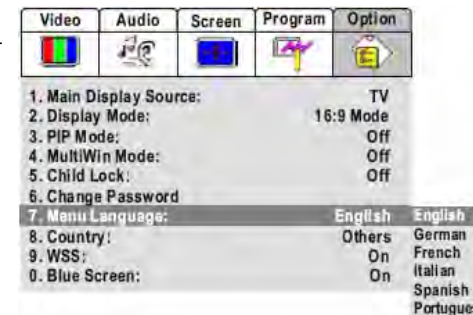 Video Audio Screen Program Option
1. Main Display Source: TV
2. Display Mode: 16:9 Mode
3. PIP Mode: Off
4. MultiWin Mode: Off
5. Child Lock: Off
6. Change Password
7. Menu Language: English English
8. Country: Others German
9. WSS: On French
0. Blue Screen: On Italian
Spanish